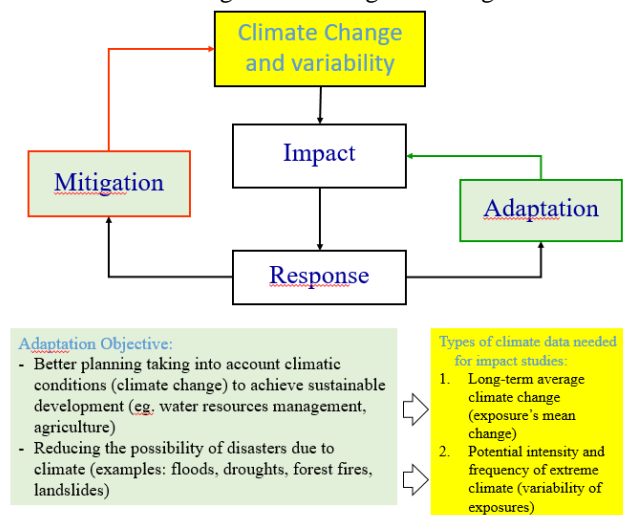 Climate Change
and variability
Impact
Mitigation
Adaptation
Response
Adaptation Objective:
- Better planning taking into account climatic
conditions (climate change) to achieve sustainable
development (eg. water resources management,
agriculture)
- Reducing the possibility of disasters due to
climate (examples: floods, droughts, forest fires,
landslides)
Types of climate data needed
for impact studies:
1. Long-term average
climate change
(exposure's mean
change)
2. Potential intensity and
frequency of extreme
climate (variability of
exposures)